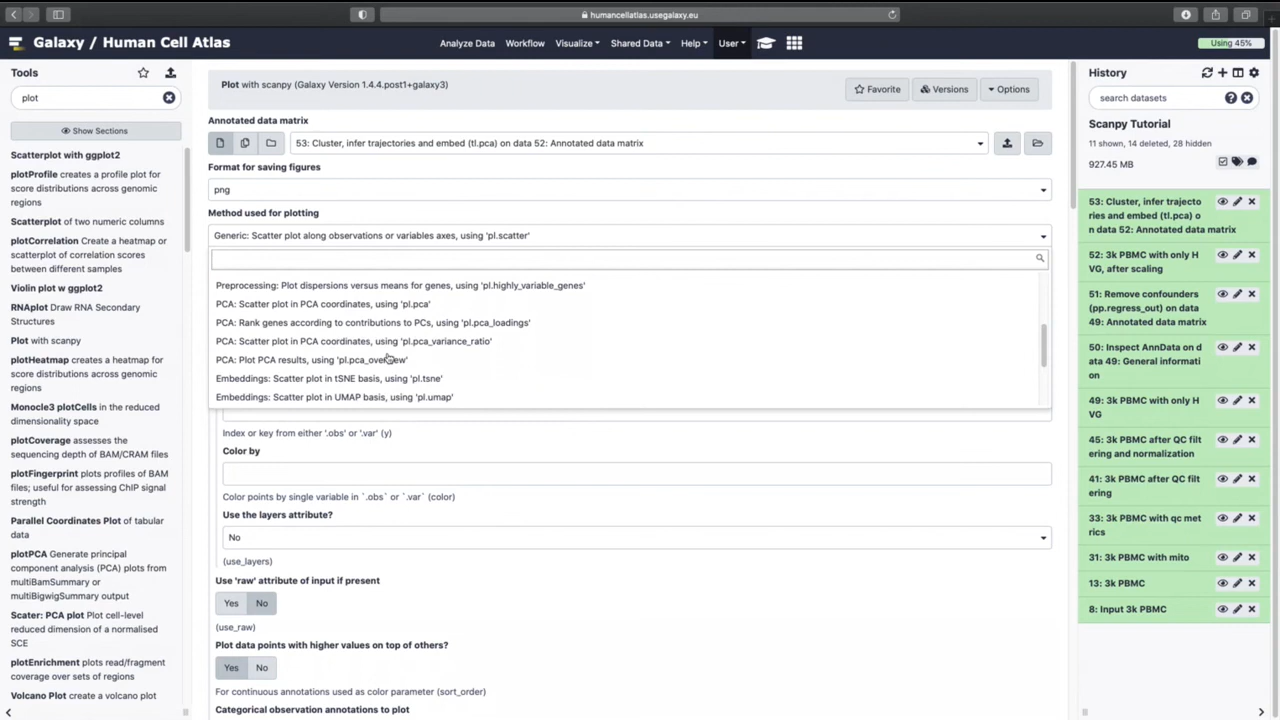 humancellatlas.usegalaxy.eu
Galaxy / Human Cell Atlas
Analyze Data
Workflow
Visualize
Shared Data
Help
User
Using 45%
Tools
plot
Show Sections
Scatterplot with ggplot2
plotProfile creates a profile plot for
score distributions across genomic
regions
Scatterplot of two numeric columns
plotCorrelation Create a heatmap or
scatterplot of correlation scores
between different samples
Violin plot w ggplot2
RNAplot Draw RNA Secondary
Structures
Plot with scanpy
plotHeatmap creates a heatmap for
score distributions across genomic
regions
Monocle3 plotCells in the reduced
dimensionality space
plotCoverage assesses the
sequencing depth of BAM/CRAM files
plotFingerprint plots profiles of BAM
files; useful for assessing ChIP signal
strength
Parallel Coordinates Plot of tabular
data
plotPCA Generate principal
component analysis (PCA) plots from
multiBamSummary or
multiBigwigSummary outputs
Scater: PCA plot Plot cell-level
reduced dimension of a normalised
SCE
plotEnrichment plots read/fragment
coverage over sets of regions
Volcano Plot create a volcano plot
Plot with scanpy (Galaxy Version 1.4.4.post1+galaxy3)
Favorite
Versions
Options
Annotated data matrix
53: Cluster, infer trajectories and embed (tl.pca) on data 52: Annotated data matrix
Format for saving figures
png
Method used for plotting
Generic: Scatter plot along observations or variables axes, using 'pl.scatter'
Preprocessing: Plot dispersions versus means for genes, using 'pl.highly_variable_genes'
PCA: Scatter plot in PCA coordinates, using 'pl.pca'
PCA: Rank genes according to contributions to PCs, using 'pl.pca_loadings'
PCA: Scatter plot in PCA coordinates, using 'pl.pca_variance_ratio'
PCA: Plot PCA results, using 'pl.pca_overview'
Embeddings: Scatter plot in tSNE basis, using 'pl.tsne'
Embeddings: Scatter plot in UMAP basis, using 'pl.umap'
Index or key from either '.obs' or '.var' (y)
Color by
Color points by single variable in `.obs` or `.var` (color)
Use the layers attribute?
No
(use_layers)
Use 'raw' attribute of input if present
Yes No
(use_raw)
Plot data points with higher values on top of others?
Yes No
For continuous annotations used as color parameter (sort_order)
Categorical observation annotations to plot
History
search datasets
Scanpy Tutorial
11 shown, 14 deleted, 28 hidden
927.45 MB
53: Cluster, infer trajecto
ries and embed (tl.pca) o
n data 52: Annotated data matrix
52: 3k PBMC with only H
VG, after scaling
51: Remove confounders
(pp.regress_out) on data
49: Annotated data matrix
50: Inspect AnnData on d
ata 49: General informati
on
49: 3k PBMC with only H
VG
45: 3k PBMC after QC filt
ering and normalization
41: 3k PBMC after QC filt
ering
33: 3k PBMC with qc met
rics
31: 3k PBMC with mito
13: 3k PBMC
8: Input 3k PBMC